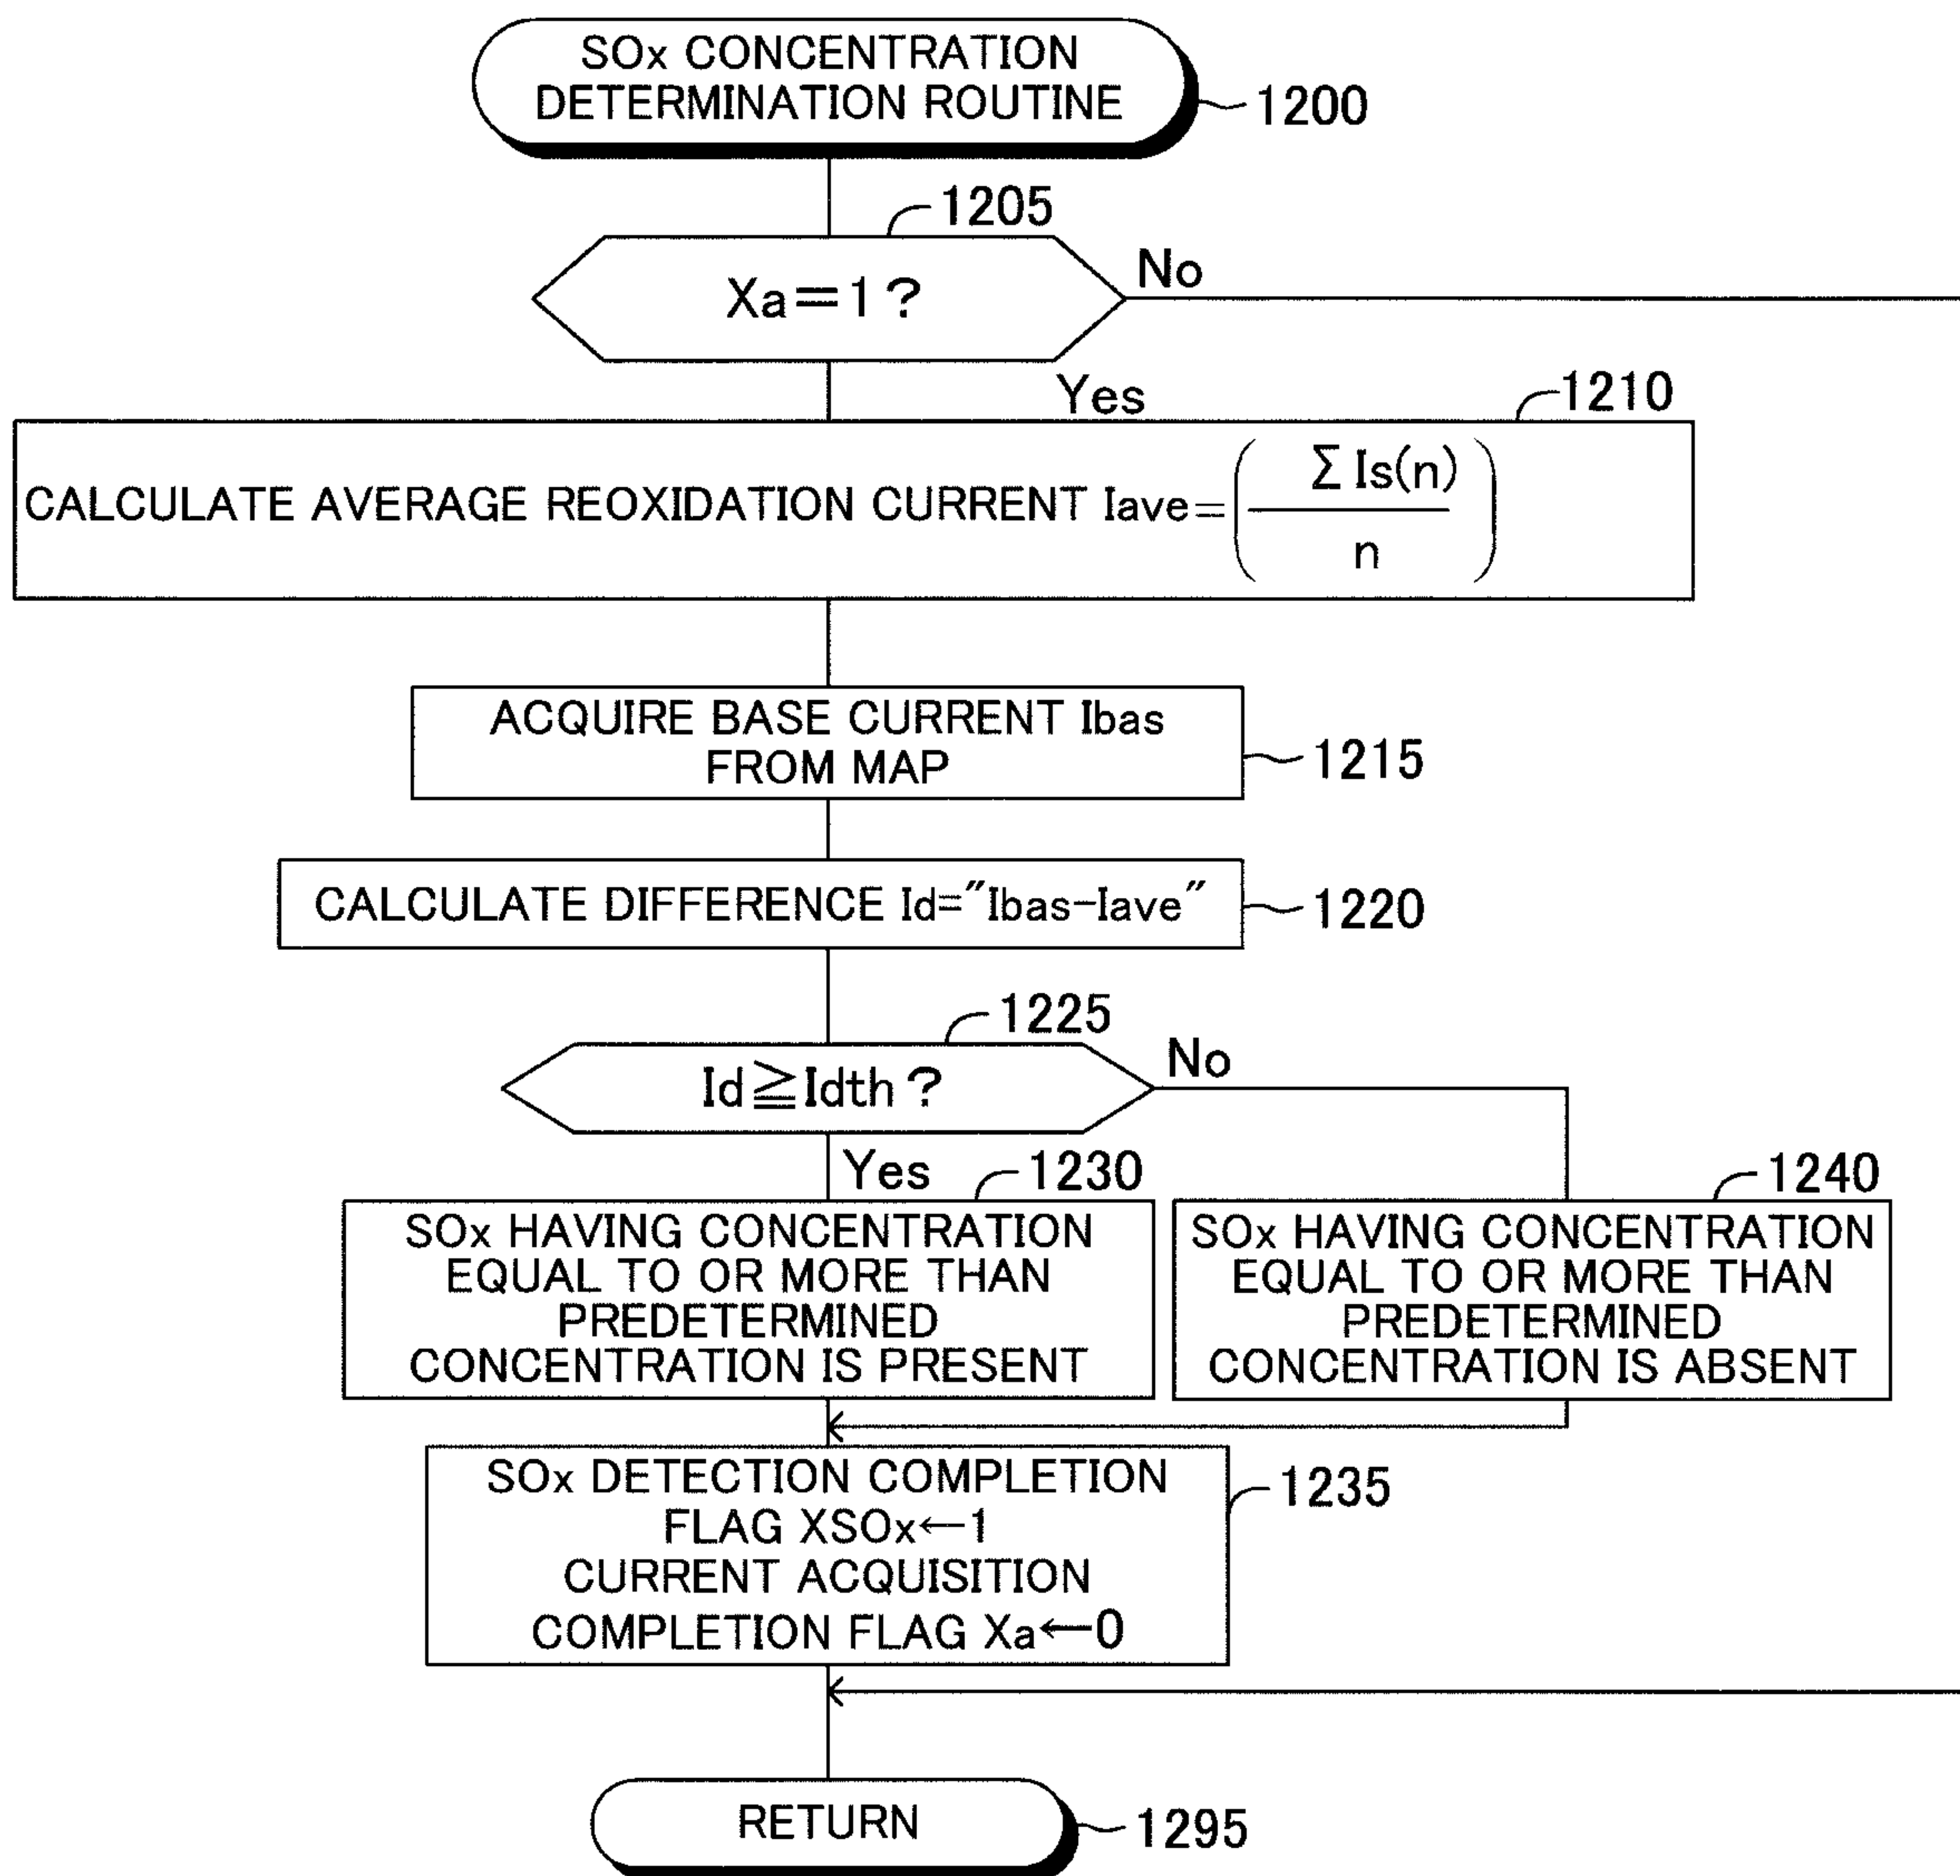 SOx CONCENTRATION
DETERMINATION ROUTINE
1200
1205
Xa=1?
No
Yes
1210
CALCULATE AVERAGE REOXIDATION CURRENT Iave=(Σ Is(n)/n)
ACQUIRE BASE CURRENT Ibas
FROM MAP
1215
CALCULATE DIFFERENCE Id="Ibas-Iave"
1220
1225
Id≧Idth?
No
Yes
1230
SOx HAVING CONCENTRATION
EQUAL TO OR MORE THAN
PREDETERMINED
CONCENTRATION IS PRESENT
1240
SOx HAVING CONCENTRATION
EQUAL TO OR MORE THAN
PREDETERMINED
CONCENTRATION IS ABSENT
SOx DETECTION COMPLETION
FLAG XSOx←1
CURRENT ACQUISITION
COMPLETION FLAG Xa←0
1235
RETURN
1295